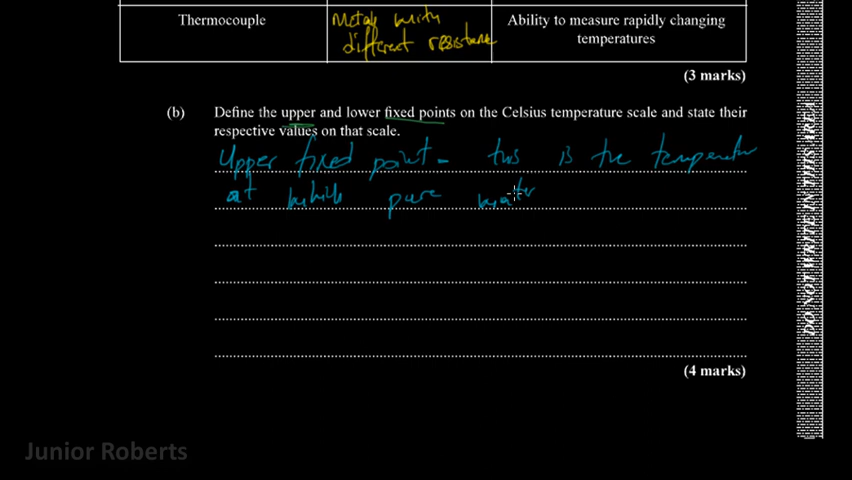 Thermocouple
Metals with
different resistance
Ability to measure rapidly changing
temperatures
(3 marks)
(b) Define the upper and lower fixed points on the Celsius temperature scale and state their
respective values on that scale.
Upper fixed point - this is the temperature
at which pure water
(4 marks)
DO NOT WRITE IN THIS AREA
Junior Roberts